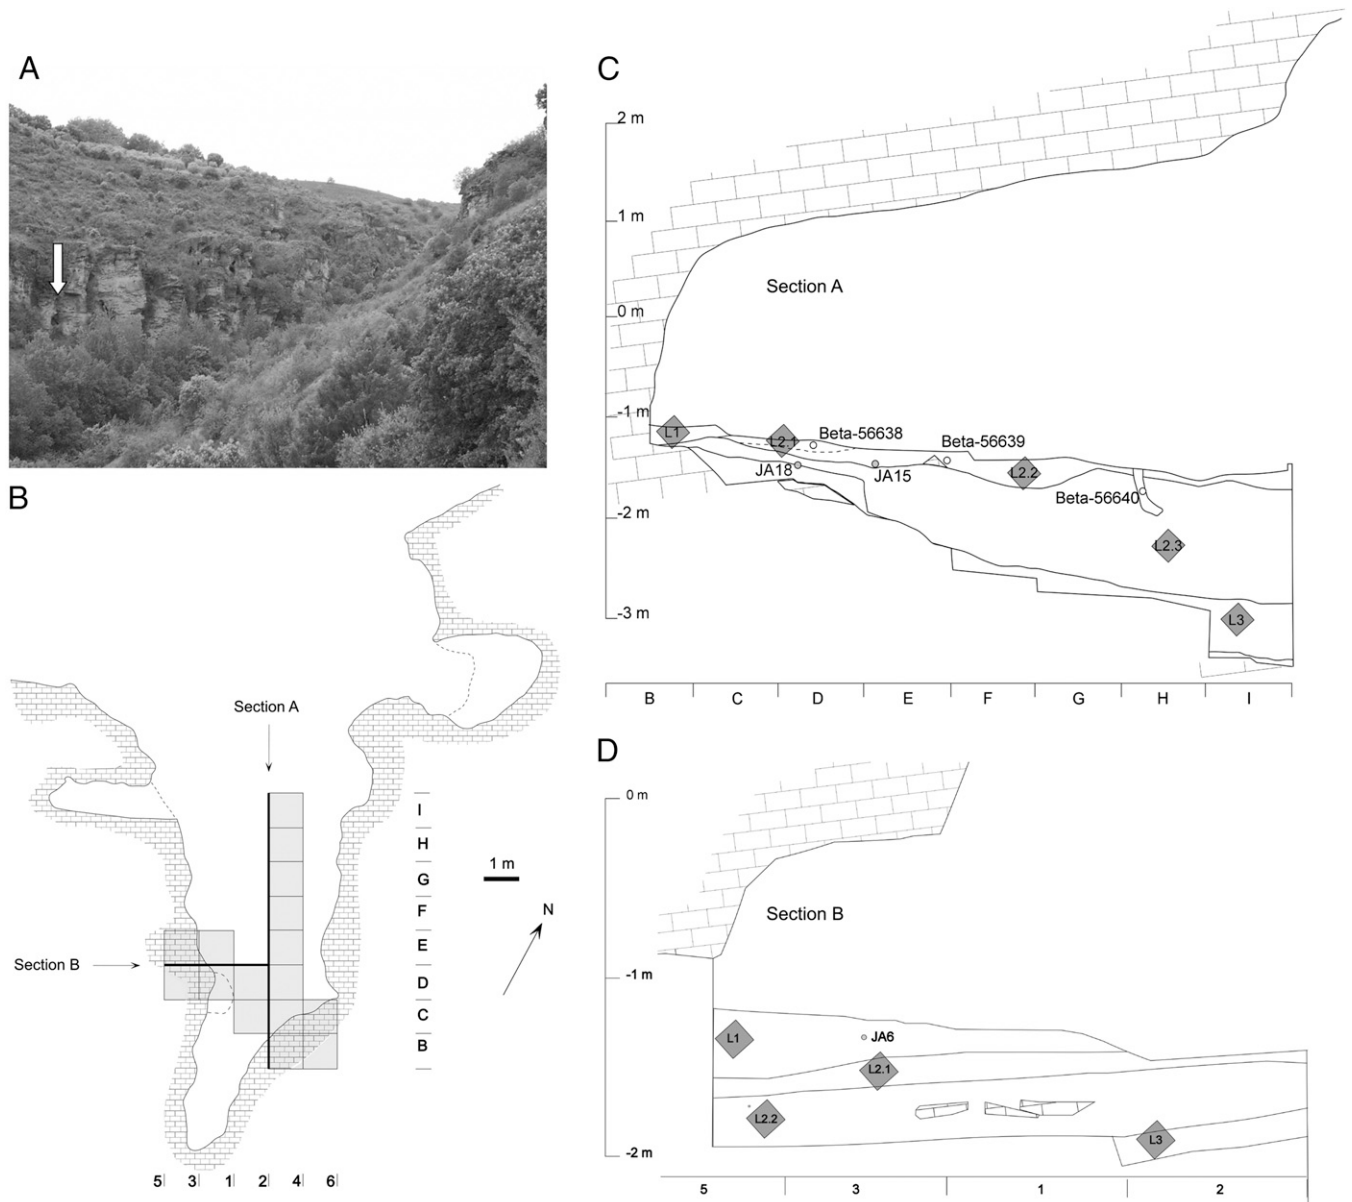 A
B
Section A
I
H
G
F
E
D
C
B
1 m
N
Section B
5 3 1 2 4 6
C
2 m
1 m
0 m
-1 m
-2 m
-3 m
Section A
L1
L2.1
Beta-56638
Beta-56639
JA18
JA15
L2.2
Beta-56640
L2.3
L3
B C D E F G H I
D
0 m
-1 m
-2 m
Section B
L1
JA6
L2.1
L2.2
L3
5 3 1 2